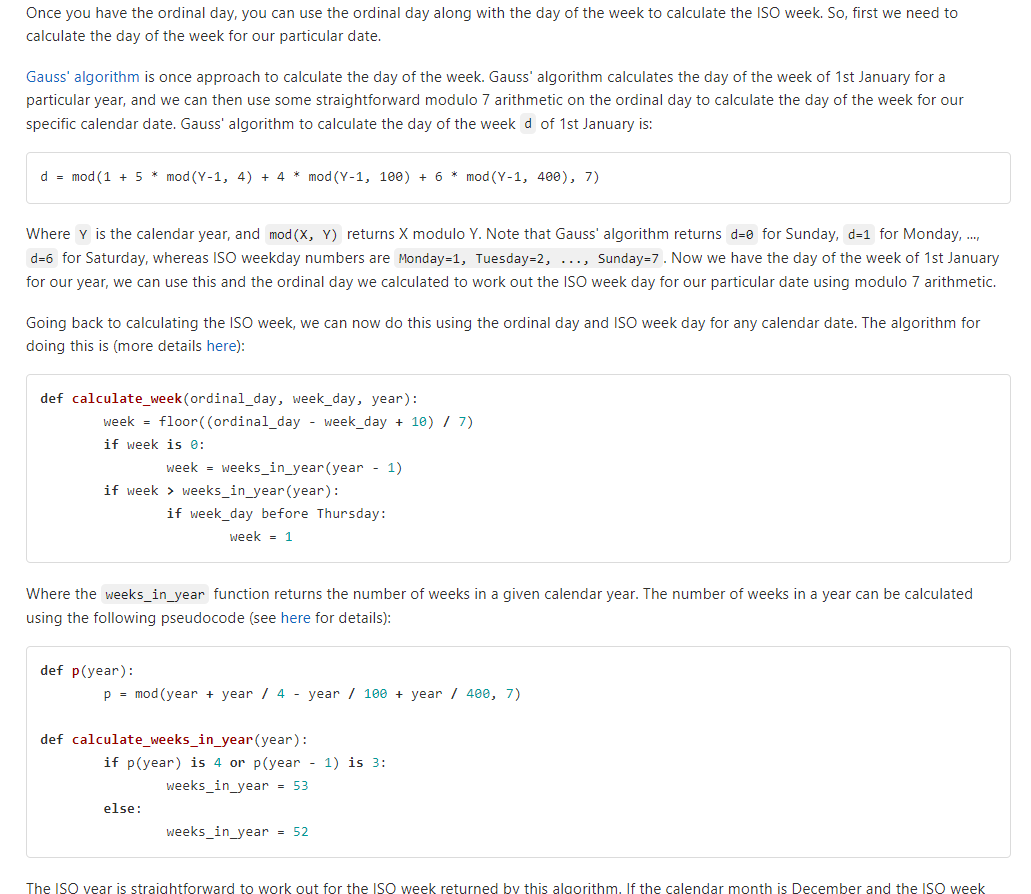 Once you have the ordinal day, you can use the ordinal day along with the day of the week to calculate the ISO week. So, first we need to
calculate the day of the week for our particular date.
Gauss' algorithm is once approach to calculate the day of the week. Gauss' algorithm calculates the day of the week of 1st January for a
particular year, and we can then use some straightforward modulo 7 arithmetic on the ordinal day to calculate the day of the week for our
specific calendar date. Gauss' algorithm to calculate the day of the week d of 1st January is:
d = mod(1 + 5 * mod(Y-1, 4) + 4 * mod(Y-1, 100) + 6 * mod(Y-1, 400), 7)
Where Y is the calendar year, and mod(X, Y) returns X modulo Y. Note that Gauss' algorithm returns d=0 for Sunday, d=1 for Monday, ...,
d=6 for Saturday, whereas ISO weekday numbers are Monday=1, Tuesday=2, ..., Sunday=7. Now we have the day of the week of 1st January
for our year, we can use this and the ordinal day we calculated to work out the ISO week day for our particular date using modulo 7 arithmetic.
Going back to calculating the ISO week, we can now do this using the ordinal day and ISO week day for any calendar date. The algorithm for
doing this is (more details here):
def calculate_week(ordinal_day, week_day, year):
        week = floor((ordinal_day - week_day + 10) / 7)
        if week is 0:
                week = weeks_in_year(year - 1)
        if week > weeks_in_year(year):
                if week_day before Thursday:
                        week = 1
Where the weeks_in_year function returns the number of weeks in a given calendar year. The number of weeks in a year can be calculated
using the following pseudocode (see here for details):
def p(year):
        p = mod(year + year / 4 - year / 100 + year / 400, 7)
def calculate_weeks_in_year(year):
        if p(year) is 4 or p(year - 1) is 3:
                weeks_in_year = 53
        else:
                weeks_in_year = 52
The ISO year is straightforward to work out for the ISO week returned by this algorithm. If the calendar month is December and the ISO week